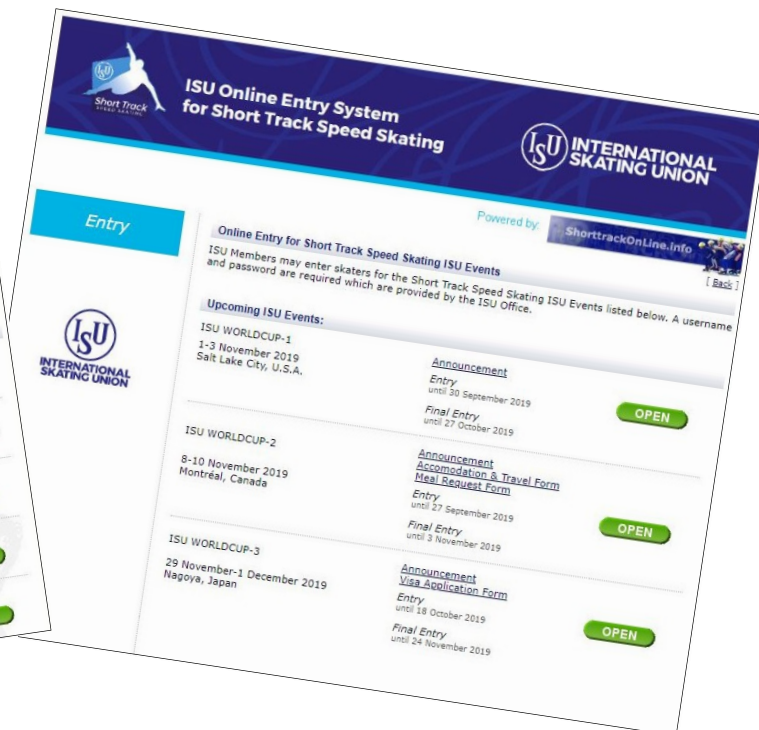 ISU
Short Track
SPEED SKATING
ISU Online Entry System
for Short Track Speed Skating
ISU
INTERNATIONAL
SKATING UNION
Powered by:
ShorttrackOnLine.info
[ Back ]
Entry
ISU
INTERNATIONAL
SKATING UNION
Online Entry for Short Track Speed Skating ISU Events
ISU Members may enter skaters for the Short Track Speed Skating ISU Events listed below. A username
and password are required which are provided by the ISU Office.
Upcoming ISU Events:
ISU WORLDCUP-1
1-3 November 2019
Salt Lake City, U.S.A.
Announcement
Entry
until 30 September 2019
Final Entry
until 27 October 2019
OPEN
ISU WORLDCUP-2
8-10 November 2019
Montréal, Canada
Announcement
Accomodation & Travel Form
Meal Request Form
Entry
until 27 September 2019
Final Entry
until 3 November 2019
OPEN
ISU WORLDCUP-3
29 November-1 December 2019
Nagoya, Japan
Announcement
Visa Application Form
Entry
until 18 October 2019
Final Entry
until 24 November 2019
OPEN